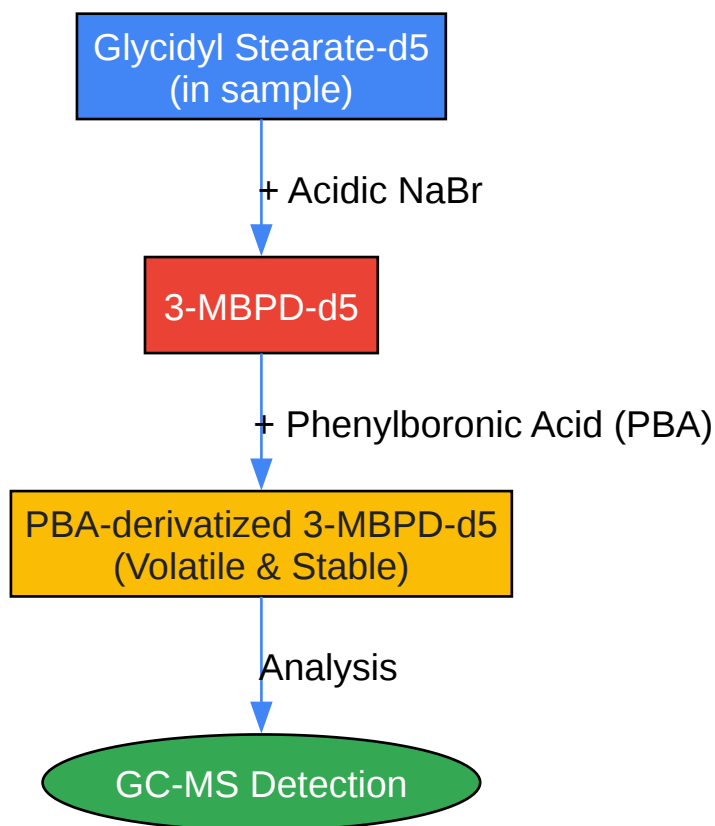 Glycidyl Stearate-d5
(in sample)
+ Acidic NaBr
3-MBPD-d5
+ Phenylboronic Acid (PBA)
PBA-derivatized 3-MBPD-d5
(Volatile & Stable)
Analysis
GC-MS Detection